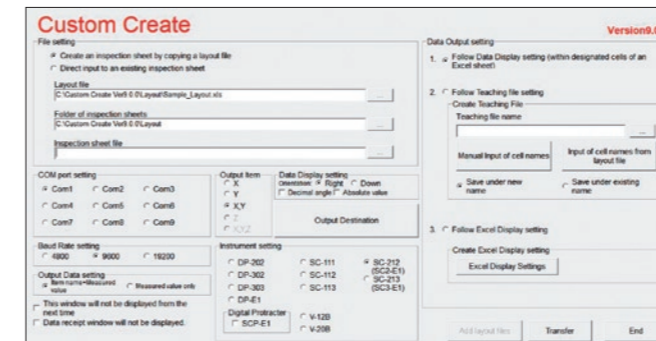 Custom Create
Version9.0
File setting
Create an inspection sheet by copying a layout file
Direct input to an existing inspection sheet
Layout file
C:\Custom Create Ver9.0.0\Layout\Sample_Layout.xls
...
Folder of inspection sheets
C:\Custom Create Ver9.0.0\Layout
...
Inspection sheet file
...
COM port setting
Com1 Com2 Com3
Com4 Com5 Com6
Com7 Com8 Com9
Baud Rate setting
4800 9600 19200
Output Data setting
Item name+Measured value
Measured value only
This window will not be displayed from the
next time
Data receipt window will not be displayed.
Output Item
X
Y
X,Y
Z
X,Y,Z
Data Display setting
Orientation: Right Down
Decimal angle Absolute value
Output Destination
Instrument setting
DP-202 SC-111 SC-212
(SC2-E1)
DP-302 SC-112 SC-213
(SC3-E1)
DP-303 SC-113
DP-E1
Digital Protracter
SCP-E1
V-12B
V-20B
Data Output setting
1. Follow Data Display setting (within designated cells of an
Excel sheet)
2. Follow Teaching file setting
Create Teaching File
Teaching file name
...
Manual Input of cell names
Input of cell names from
layout file
Save under new
name
Save under existing
name
3. Follow Excel Display setting
Create Excel Display setting
Excel Display Settings
Add layout files
Transfer
End